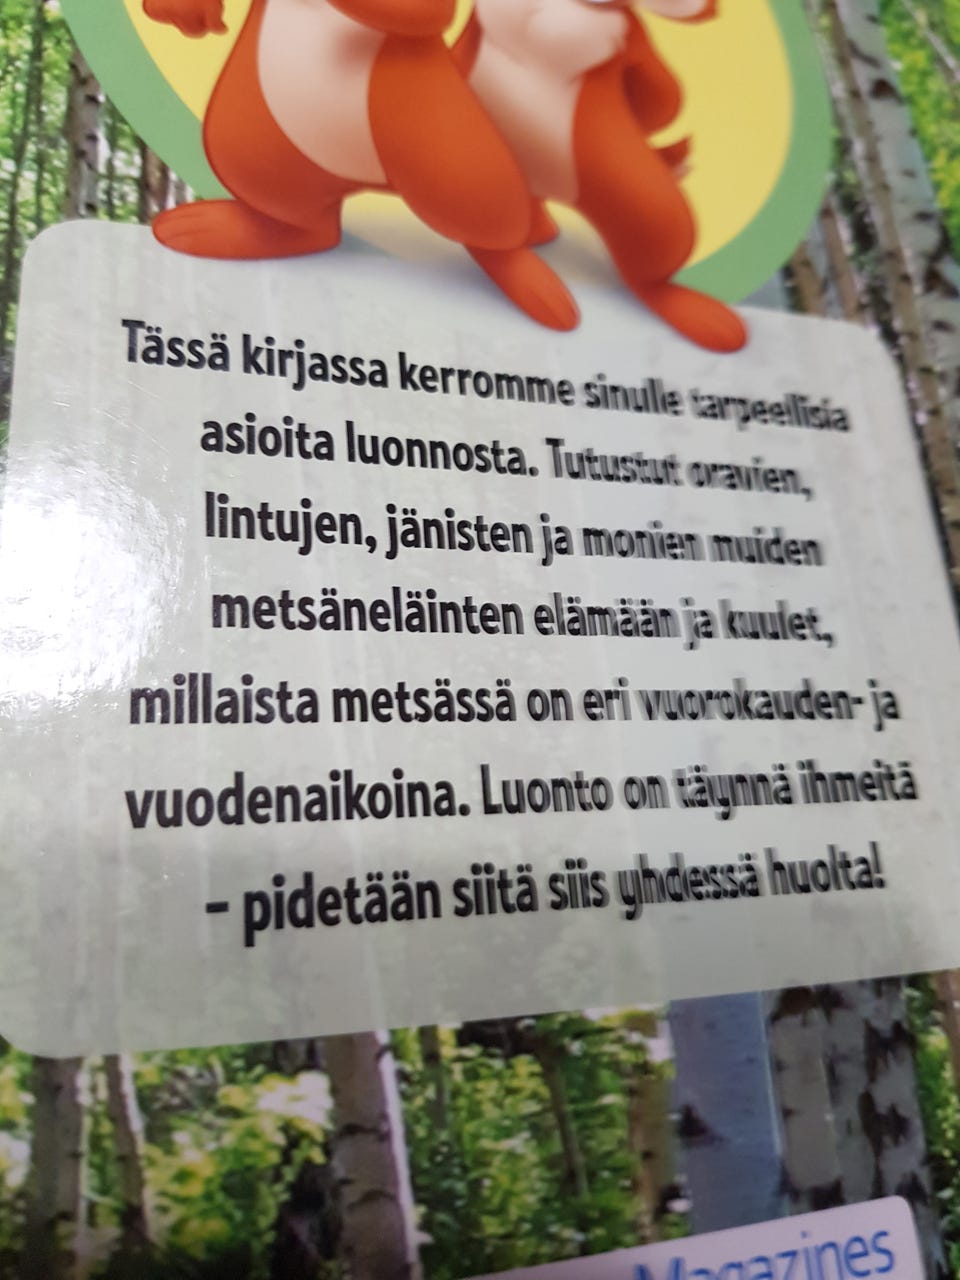 Tässä kirjassa kerromme sinulle tarpeellisia
asioita luonnosta. Tutustut oravien,
lintujen, jänisten ja monien muiden
metsäneläinten elämään ja kuulet,
millaista metsässä on eri vuorokauden- ja
vuodenaikoina. Luonto on täynnä ihmeitä
– pidetään siitä siis yhdessä huolta!
Magazines